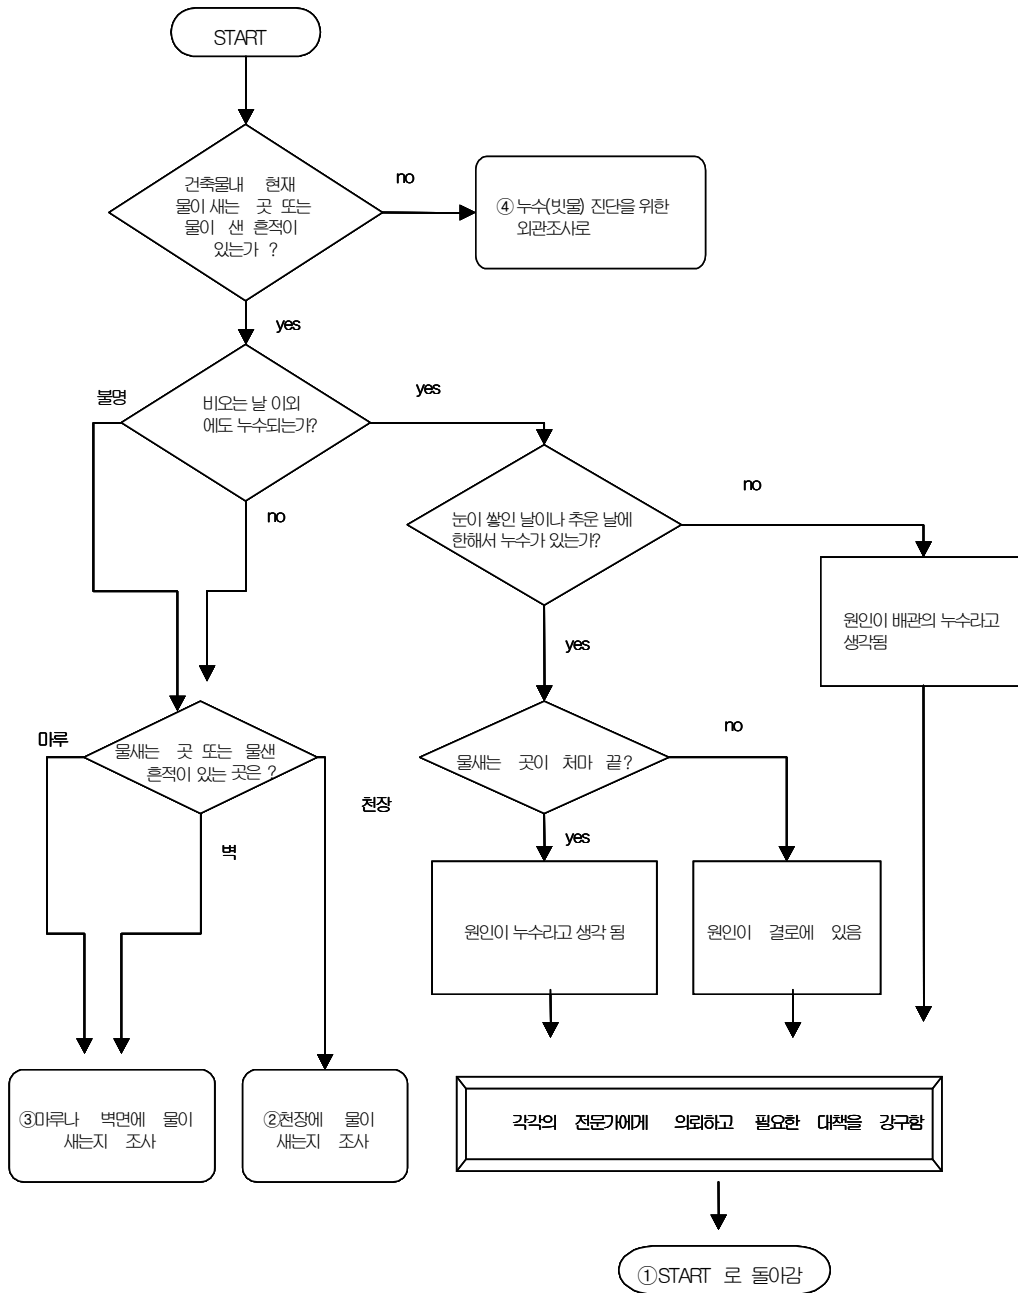 START
건축물내 현재
물이 새는 곳 또는
물이 샌 흔적이
있는가 ?
no
④ 누수(빗물) 진단을 위한
외관조사로
yes
불명
비오는 날 이외
에도 누수되는가?
yes
no
눈이 쌓인 날이나 추운 날에
한해서 누수가 있는가?
no
원인이 배관의 누수라고
생각됨
yes
마루
물새는 곳 또는 물샌
흔적이 있는 곳은 ?
천장
벽
물새는 곳이 처마 끝?
no
yes
원인이 누수라고 생각 됨
원인이 결로에 있음
③마루나 벽면에 물이
새는지 조사
②천장에 물이
새는지 조사
각각의 전문가에게 의뢰하고 필요한 대책을 강구함
①START 로 돌아감